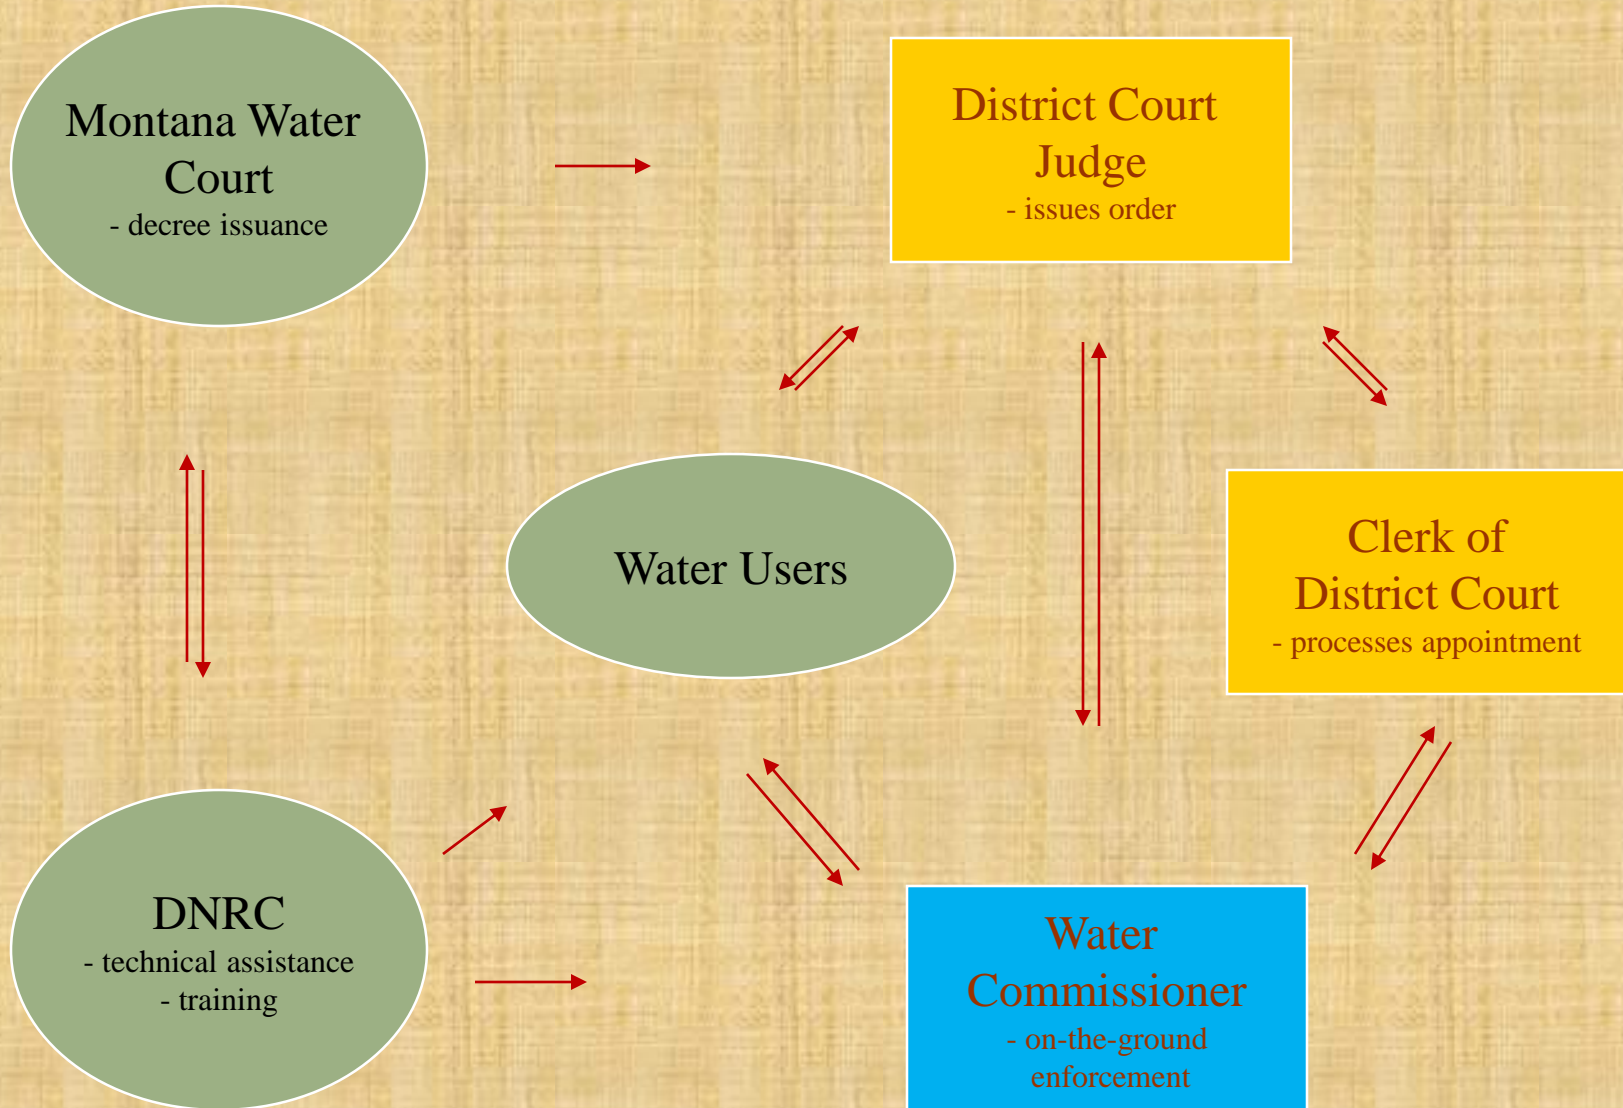 Montana Water
Court
- decree issuance
District Court
Judge
- issues order
Water Users
Clerk of
District Court
- processes appointment
DNRC
- technical assistance
- training
Water
Commissioner
- on-the-ground
enforcement